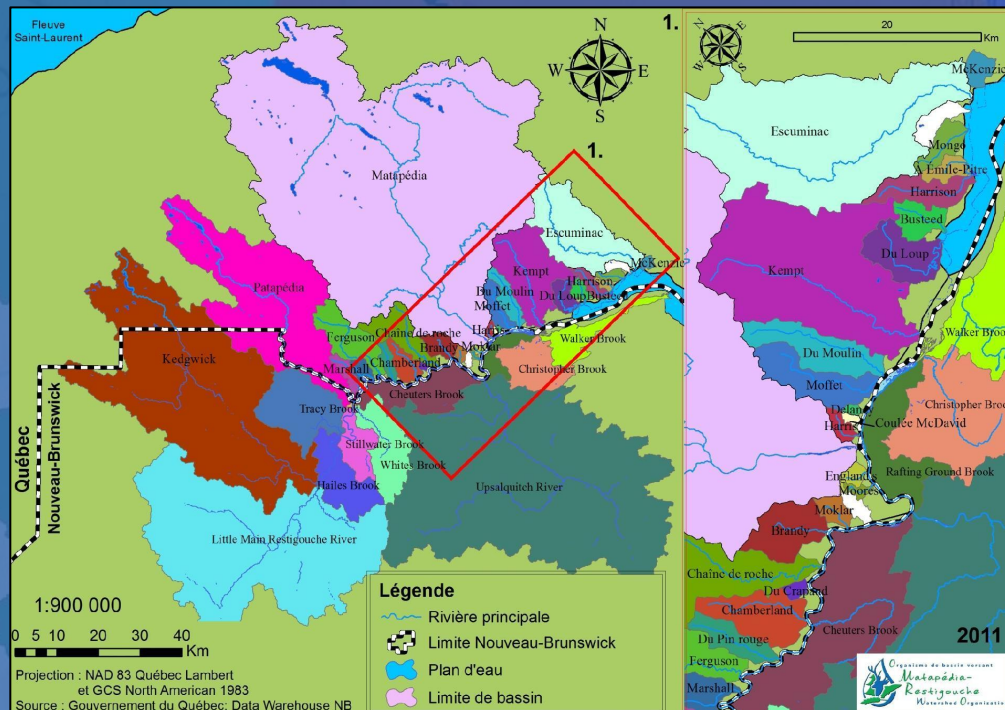 Fleuve
Saint-Laurent
N
W E
S
1.
1.
Matapédia
Escuminac
McKenzie
Kempt
Harrison
Du Loup
Busteed
Du Moulin
Moffet
Patapédia
Harris
Walker Brook
Ferguson
Chaîne de roche
Brandy
Moklar
Kedgwick
Marshall
Chamberland
Christopher Brook
Cheuters Brook
Tracy Brook
Stillwater Brook
Whites Brook
Hailes Brook
Upsalquitch River
Little Main Restigouche River
Québec
Nouveau-Brunswick
1:900 000
0 5 10 20 30 40
Km
Projection : NAD 83 Québec Lambert
et GCS North American 1983
Source : Gouvernement du Québec; Data Warehouse NB
Légende
Rivière principale
Limite Nouveau-Brunswick
Plan d'eau
Limite de bassin
N
W E
S
20
Km
McKenzie
Escuminac
Mongo
A Émile-Pitre
Harrison
Busteed
Du Loup
Kempt
Walker Brook
Du Moulin
Moffet
Christopher Broo
Delan
Harris
Coulée McDavid
Rafting Ground Brook
England's
Moores
Moklar
Brandy
Chaîne de roche
Du Crapaud
Chamberland
Cheuters Brook
Du Pin rouge
Ferguson
Marshall
2011
Organisme de bassin versant
Matapédia-
Restigouche
Watershed Organisation